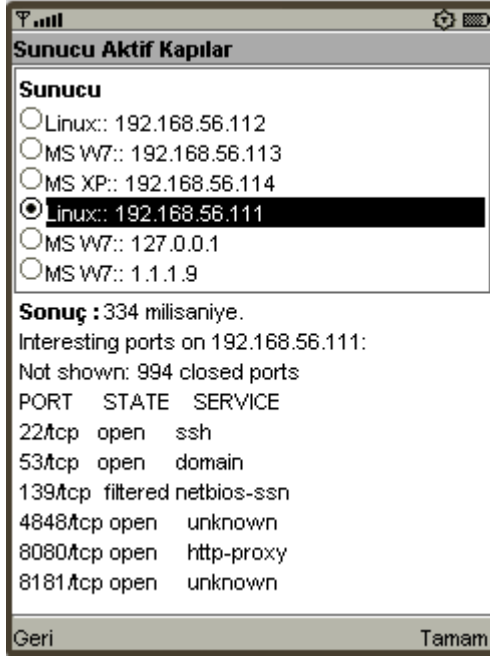 Sunucu Aktif Kapılar
Sunucu
Linux:: 192.168.56.112
MS W7:: 192.168.56.113
MS XP:: 192.168.56.114
Linux:: 192.168.56.111
MS W7:: 127.0.0.1
MS W7:: 1.1.1.9
Sonuç : 334 milisaniye.
Interesting ports on 192.168.56.111:
Not shown: 994 closed ports
PORT STATE SERVICE
22/tcp open ssh
53/tcp open domain
139/tcp filtered netbios-ssn
4848/tcp open unknown
8080/tcp open http-proxy
8181/tcp open unknown
Geri Tamam